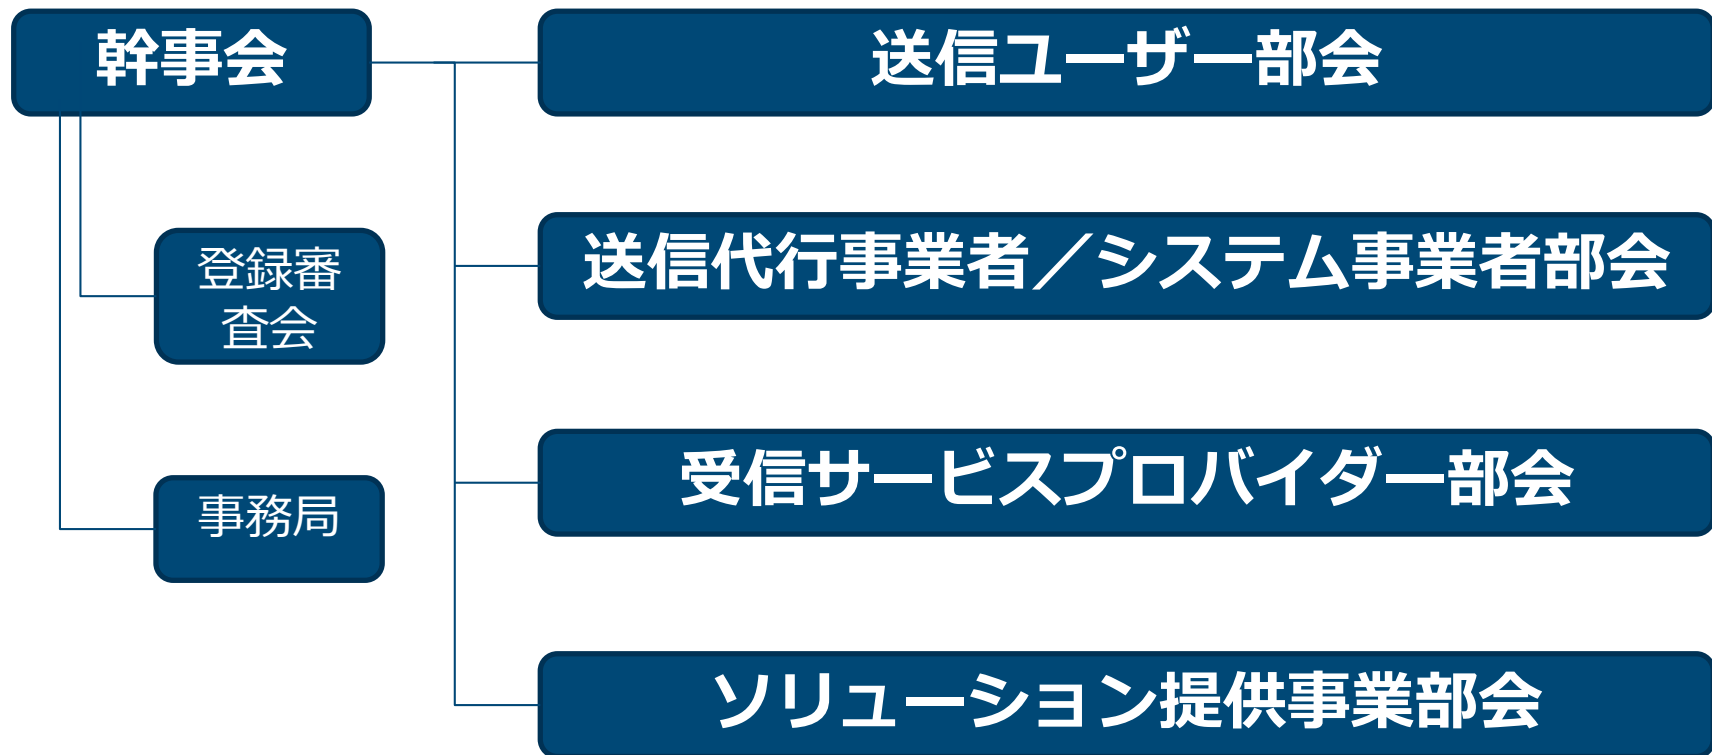 幹事会
送信ユーザー部会
登録審
査会
送信代行事業者／システム事業者部会
事務局
受信サービスプロバイダー部会
ソリューション提供事業部会